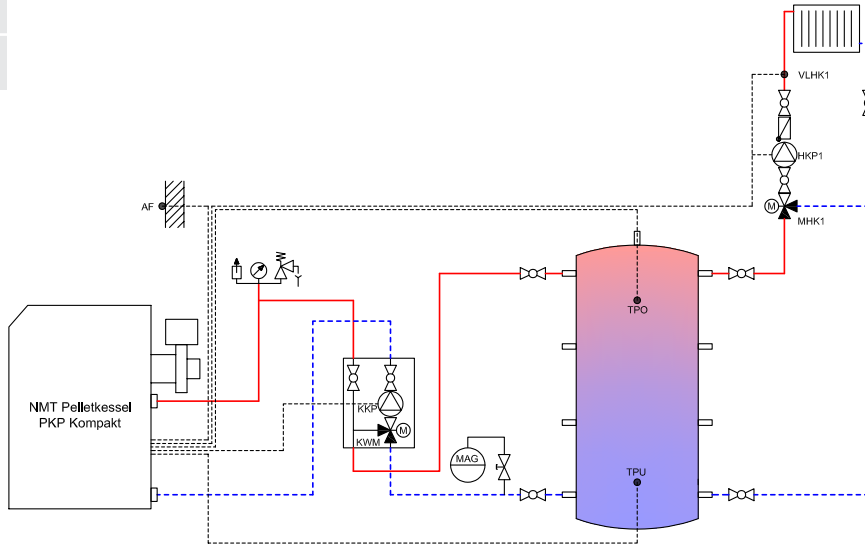 VLHK1
HKP1
AF
M
MHK1
TPO
NMT Pelletkessel
PKP Kompakt
KKP
M
KWM
MAG
TPU